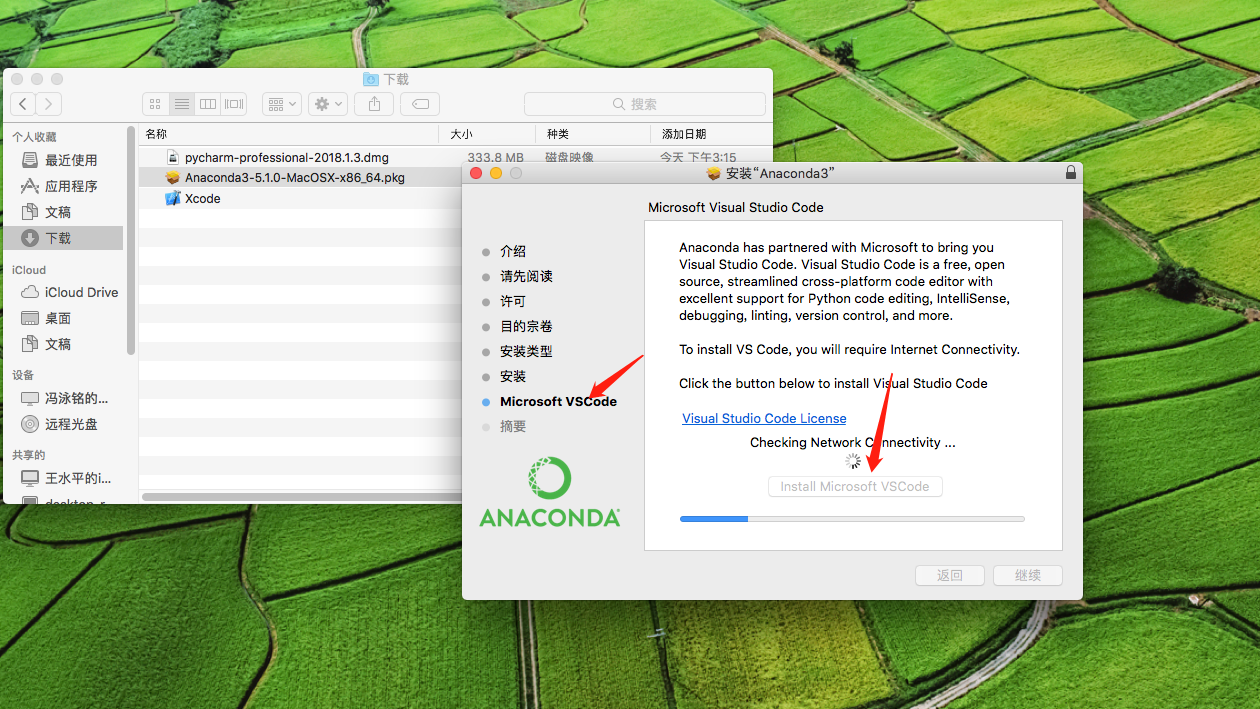 下载
搜索
个人收藏
最近使用
应用程序
文稿
下载
iCloud
iCloud Drive
桌面
文稿
设备
冯泳铭的...
远程光盘
共享的
王水平的i...
名称 大小 种类 添加日期
pycharm-professional-2018.1.3.dmg 333.8 MB 磁盘映像 今天 下午3:15
Anaconda3-5.1.0-MacOSX-x86_64.pkg
Xcode
安装“Anaconda3”
Microsoft Visual Studio Code
介绍
请先阅读
许可
目的宗卷
安装类型
安装
Microsoft VSCode
摘要
ANACONDA
Anaconda has partnered with Microsoft to bring you
Visual Studio Code. Visual Studio Code is a free, open
source, streamlined cross-platform code editor with
excellent support for Python code editing, IntelliSense,
debugging, linting, version control, and more.
To install VS Code, you will require Internet Connectivity.
Click the button below to install Visual Studio Code
Visual Studio Code License
Checking Network Connectivity ...
Install Microsoft VSCode
返回
继续